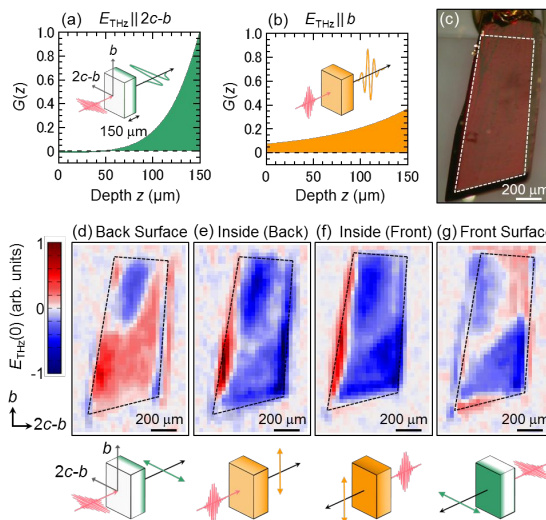 (a) E_THz||2c-b
(b) E_THz||b
(c)
G(z)
1
0.8
0.6
0.4
0.2
0
0 50 100 150
Depth z (μm)
b
2c-b
150 μm
G(z)
1
0.8
0.6
0.4
0.2
0
0 50 100 150
Depth z (μm)
200 μm
(d) Back Surface
(e) Inside (Back)
(f) Inside (Front)
(g) Front Surface
E_THz(0) (arb. units)
1
0
-1
b
2c-b
200 μm
200 μm
200 μm
200 μm
b
2c-b